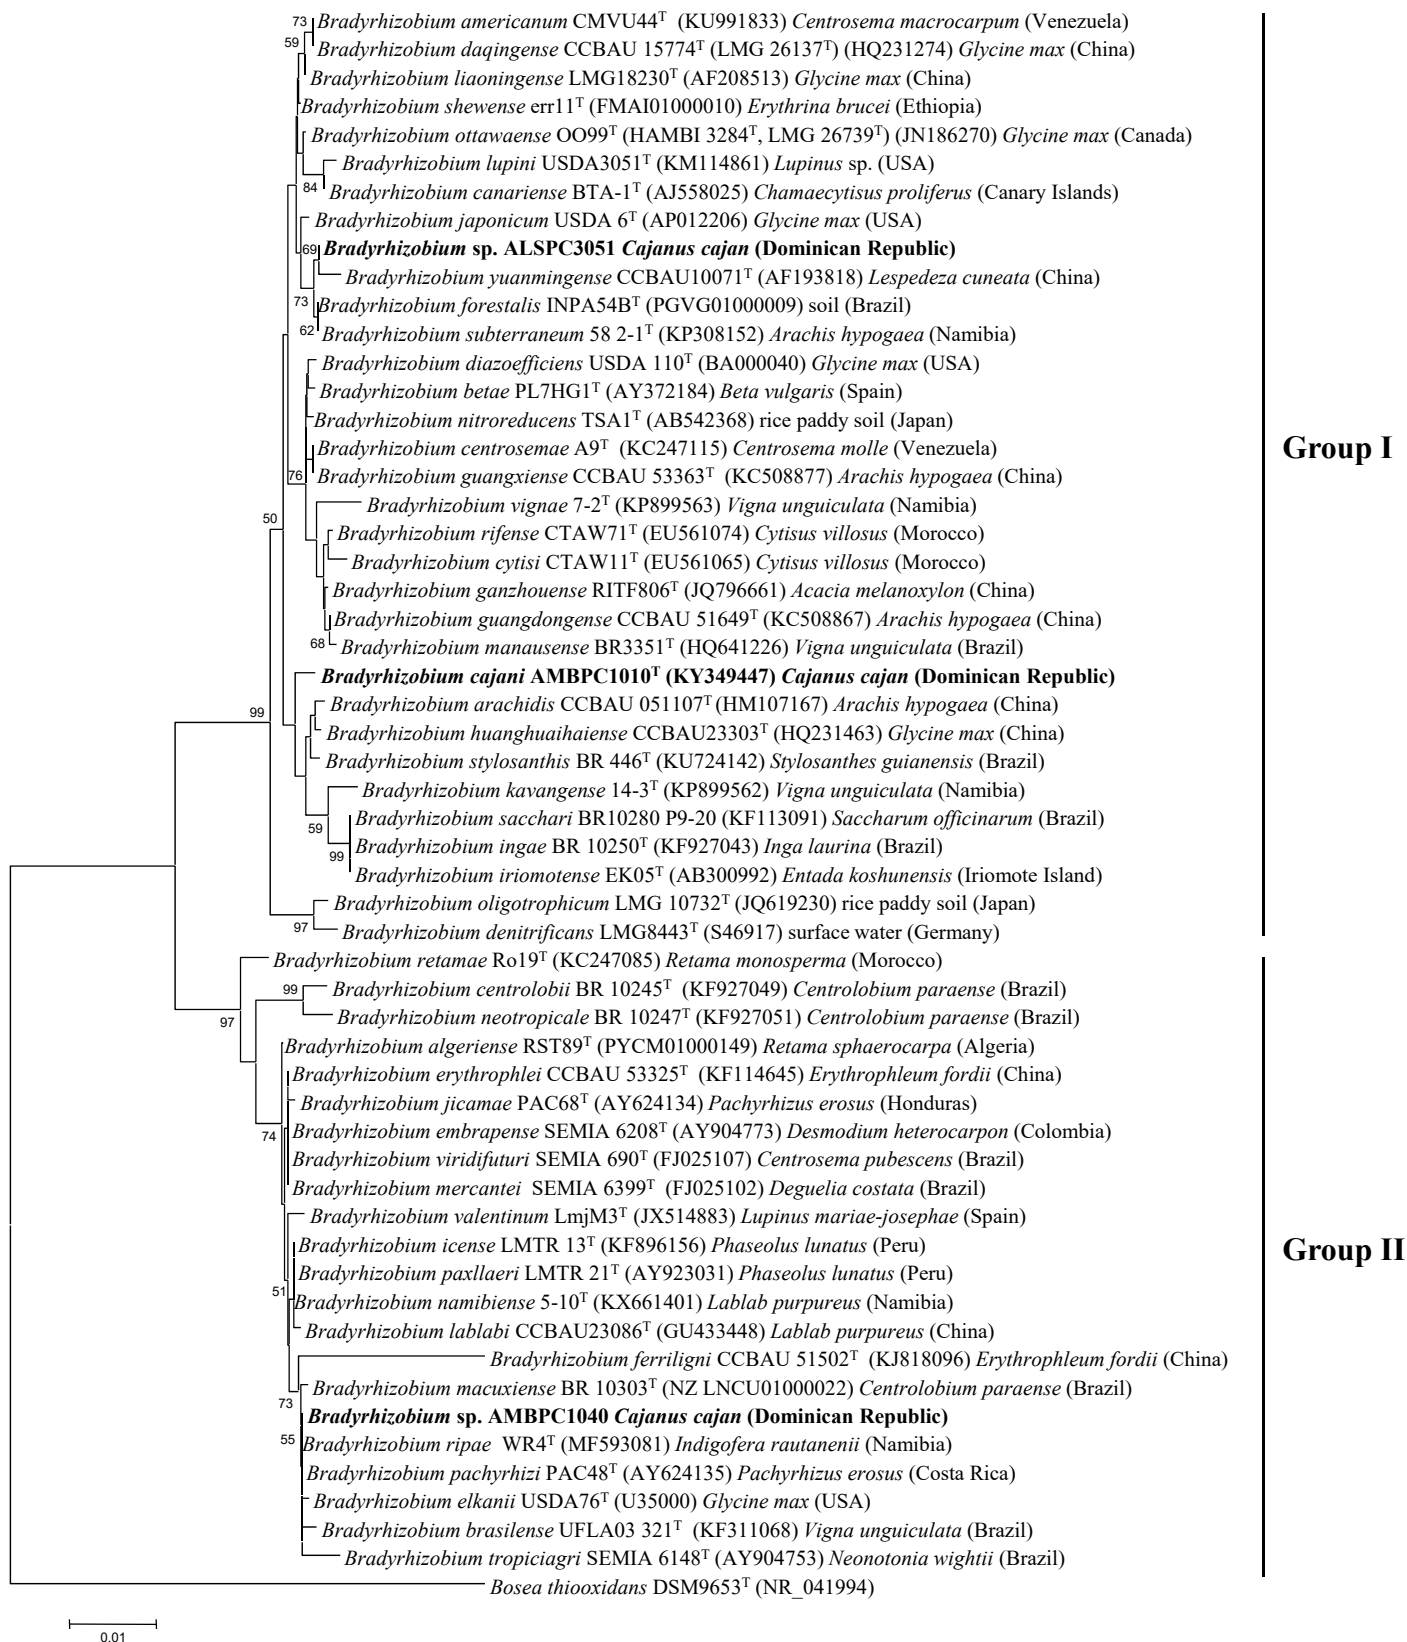 73 Bradyrhizobium americanum CMVU44ᵀ (KU991833) Centrosema macrocarpum (Venezuela)
59 Bradyrhizobium daqingense CCBAU 15774ᵀ (LMG 26137ᵀ) (HQ231274) Glycine max (China)
Bradyrhizobium liaoningense LMG18230ᵀ (AF208513) Glycine max (China)
Bradyrhizobium shewense err11ᵀ (FMAI01000010) Erythrina brucei (Ethiopia)
Bradyrhizobium ottawaense OO99ᵀ (HAMBI 3284ᵀ, LMG 26739ᵀ) (JN186270) Glycine max (Canada)
Bradyrhizobium lupini USDA3051ᵀ (KM114861) Lupinus sp. (USA)
84 Bradyrhizobium canariense BTA-1ᵀ (AJ558025) Chamaecytisus proliferus (Canary Islands)
Bradyrhizobium japonicum USDA 6ᵀ (AP012206) Glycine max (USA)
69 Bradyrhizobium sp. ALSPC3051 Cajanus cajan (Dominican Republic)
Bradyrhizobium yuanmingense CCBAU10071ᵀ (AF193818) Lespedeza cuneata (China)
73 Bradyrhizobium forestalis INPA54Bᵀ (PGVG01000009) soil (Brazil)
62 Bradyrhizobium subterraneum 58 2-1ᵀ (KP308152) Arachis hypogaea (Namibia)
Bradyrhizobium diazoefficiens USDA 110ᵀ (BA000040) Glycine max (USA)
Bradyrhizobium betae PL7HG1ᵀ (AY372184) Beta vulgaris (Spain)
Bradyrhizobium nitroreducens TSA1ᵀ (AB542368) rice paddy soil (Japan)
Bradyrhizobium centrosemae A9ᵀ (KC247115) Centrosema molle (Venezuela)
Group I
76 Bradyrhizobium guangxiense CCBAU 53363ᵀ (KC508877) Arachis hypogaea (China)
Bradyrhizobium vignae 7-2ᵀ (KP899563) Vigna unguiculata (Namibia)
50
Bradyrhizobium rifense CTAW71ᵀ (EU561074) Cytisus villosus (Morocco)
Bradyrhizobium cytisi CTAW11ᵀ (EU561065) Cytisus villosus (Morocco)
Bradyrhizobium ganzhouense RITF806ᵀ (JQ796661) Acacia melanoxylon (China)
Bradyrhizobium guangdongense CCBAU 51649ᵀ (KC508867) Arachis hypogaea (China)
68 Bradyrhizobium manausense BR3351ᵀ (HQ641226) Vigna unguiculata (Brazil)
Bradyrhizobium cajani AMBPC1010ᵀ (KY349447) Cajanus cajan (Dominican Republic)
Bradyrhizobium arachidis CCBAU 051107ᵀ (HM107167) Arachis hypogaea (China)
99
Bradyrhizobium huanghuaihaiense CCBAU23303ᵀ (HQ231463) Glycine max (China)
Bradyrhizobium stylosanthis BR 446ᵀ (KU724142) Stylosanthes guianensis (Brazil)
Bradyrhizobium kavangense 14-3ᵀ (KP899562) Vigna unguiculata (Namibia)
59 Bradyrhizobium sacchari BR10280 P9-20 (KF113091) Saccharum officinarum (Brazil)
99 Bradyrhizobium ingae BR 10250ᵀ (KF927043) Inga laurina (Brazil)
Bradyrhizobium iriomotense EK05ᵀ (AB300992) Entada koshunensis (Iriomote Island)
Bradyrhizobium oligotrophicum LMG 10732ᵀ (JQ619230) rice paddy soil (Japan)
97 Bradyrhizobium denitrificans LMG8443ᵀ (S46917) surface water (Germany)
Bradyrhizobium retamae Ro19ᵀ (KC247085) Retama monosperma (Morocco)
99 Bradyrhizobium centrolobii BR 10245ᵀ (KF927049) Centrolobium paraense (Brazil)
97 Bradyrhizobium neotropicale BR 10247ᵀ (KF927051) Centrolobium paraense (Brazil)
Bradyrhizobium algeriense RST89ᵀ (PYCM01000149) Retama sphaerocarpa (Algeria)
Bradyrhizobium erythrophlei CCBAU 53325ᵀ (KF114645) Erythrophleum fordii (China)
Bradyrhizobium jicamae PAC68ᵀ (AY624134) Pachyrhizus erosus (Honduras)
74 Bradyrhizobium embrapense SEMIA 6208ᵀ (AY904773) Desmodium heterocarpon (Colombia)
Bradyrhizobium viridifuturi SEMIA 690ᵀ (FJ025107) Centrosema pubescens (Brazil)
Bradyrhizobium mercantei SEMIA 6399ᵀ (FJ025102) Deguelia costata (Brazil)
Bradyrhizobium valentinum LmjM3ᵀ (JX514883) Lupinus mariae-josephae (Spain)
Bradyrhizobium icense LMTR 13ᵀ (KF896156) Phaseolus lunatus (Peru)
Group II
Bradyrhizobium paxllaeri LMTR 21ᵀ (AY923031) Phaseolus lunatus (Peru)
51 Bradyrhizobium namibiense 5-10ᵀ (KX661401) Lablab purpureus (Namibia)
Bradyrhizobium lablabi CCBAU23086ᵀ (GU433448) Lablab purpureus (China)
Bradyrhizobium ferriligni CCBAU 51502ᵀ (KJ818096) Erythrophleum fordii (China)
Bradyrhizobium macuxiense BR 10303ᵀ (NZ LNCU01000022) Centrolobium paraense (Brazil)
73 Bradyrhizobium sp. AMBPC1040 Cajanus cajan (Dominican Republic)
55 Bradyrhizobium ripae WR4ᵀ (MF593081) Indigofera rautanenii (Namibia)
Bradyrhizobium pachyrhizi PAC48ᵀ (AY624135) Pachyrhizus erosus (Costa Rica)
Bradyrhizobium elkanii USDA76ᵀ (U35000) Glycine max (USA)
Bradyrhizobium brasilense UFLA03 321ᵀ (KF311068) Vigna unguiculata (Brazil)
Bradyrhizobium tropiciagri SEMIA 6148ᵀ (AY904753) Neonotonia wightii (Brazil)
Bosea thiooxidans DSM9653ᵀ (NR_041994)
0.01